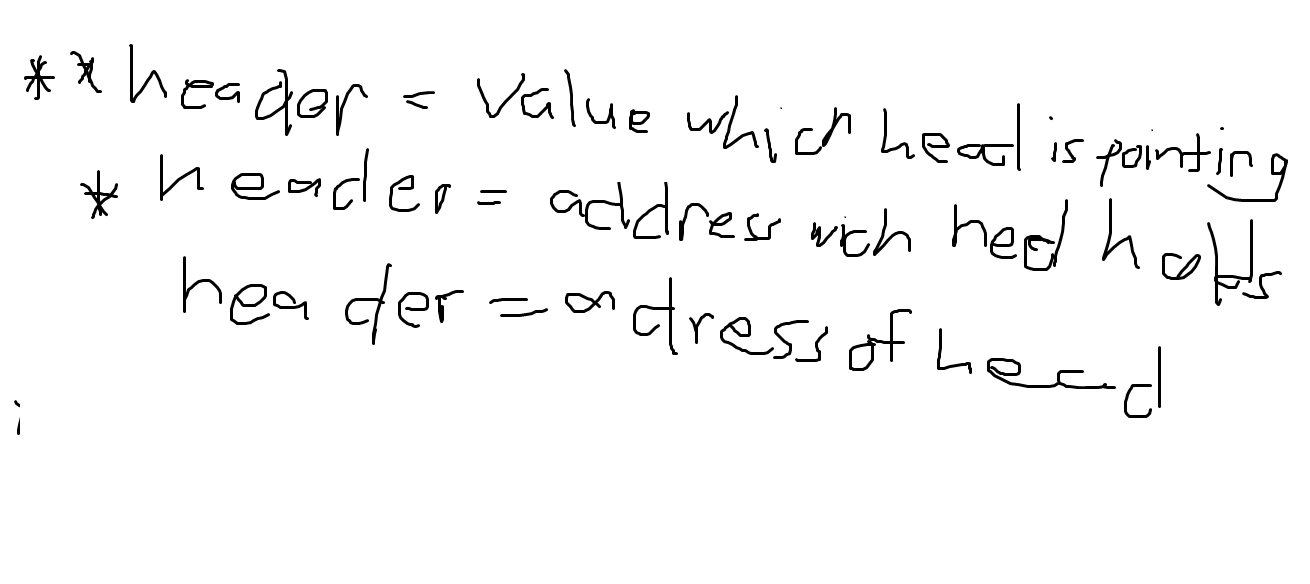 **header = value which head is pointing
*header = address wich hed holds
header = adress of head